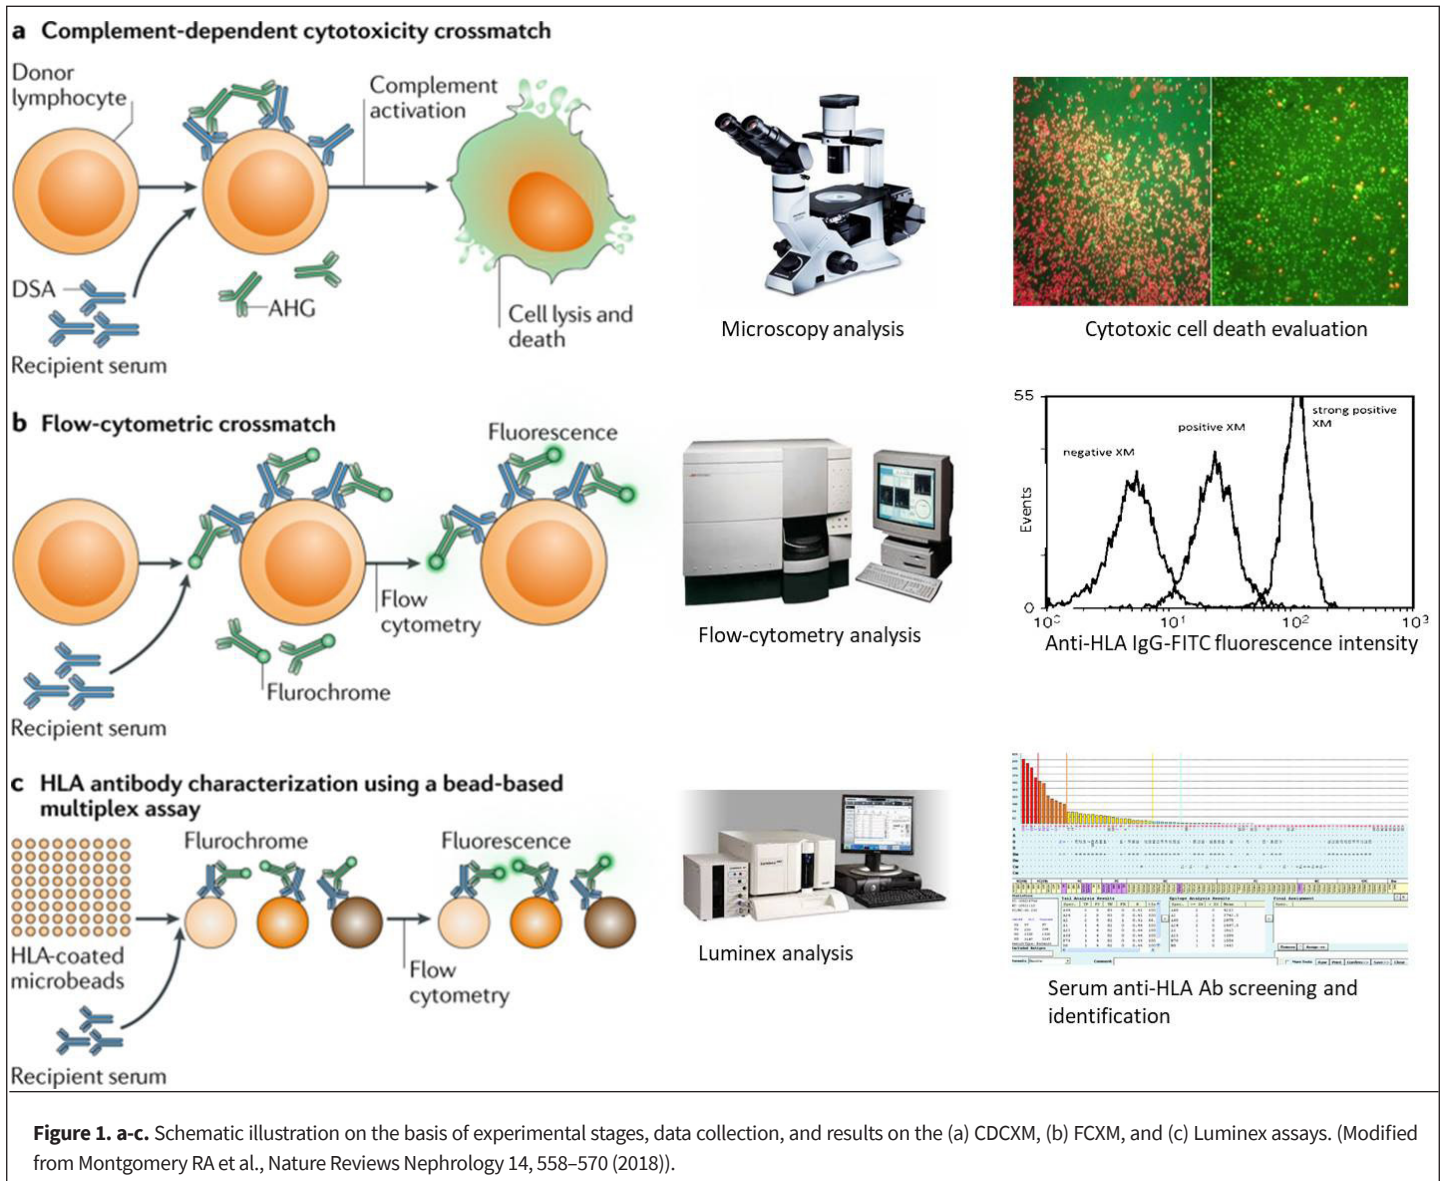 a Complement-dependent cytotoxicity crossmatch
Donor
lymphocyte
Complement
activation
DSA
AHG
Cell lysis and
death
Recipient serum
Microscopy analysis
Cytotoxic cell death evaluation
b Flow-cytometric crossmatch
Fluorescence
Flow
cytometry
Flurochrome
Recipient serum
Flow-cytometry analysis
55
negative XM
positive XM
strong positive
XM
Events
0
10⁰ 10¹ 10² 10³
Anti-HLA IgG-FITC fluorescence intensity
c HLA antibody characterization using a bead-based
multiplex assay
Flurochrome
Fluorescence
HLA-coated
microbeads
Flow
cytometry
Recipient serum
Luminex analysis
Serum anti-HLA Ab screening and
identification
Figure 1. a-c. Schematic illustration on the basis of experimental stages, data collection, and results on the (a) CDCXM, (b) FCXM, and (c) Luminex assays. (Modified
from Montgomery RA et al., Nature Reviews Nephrology 14, 558–570 (2018)).